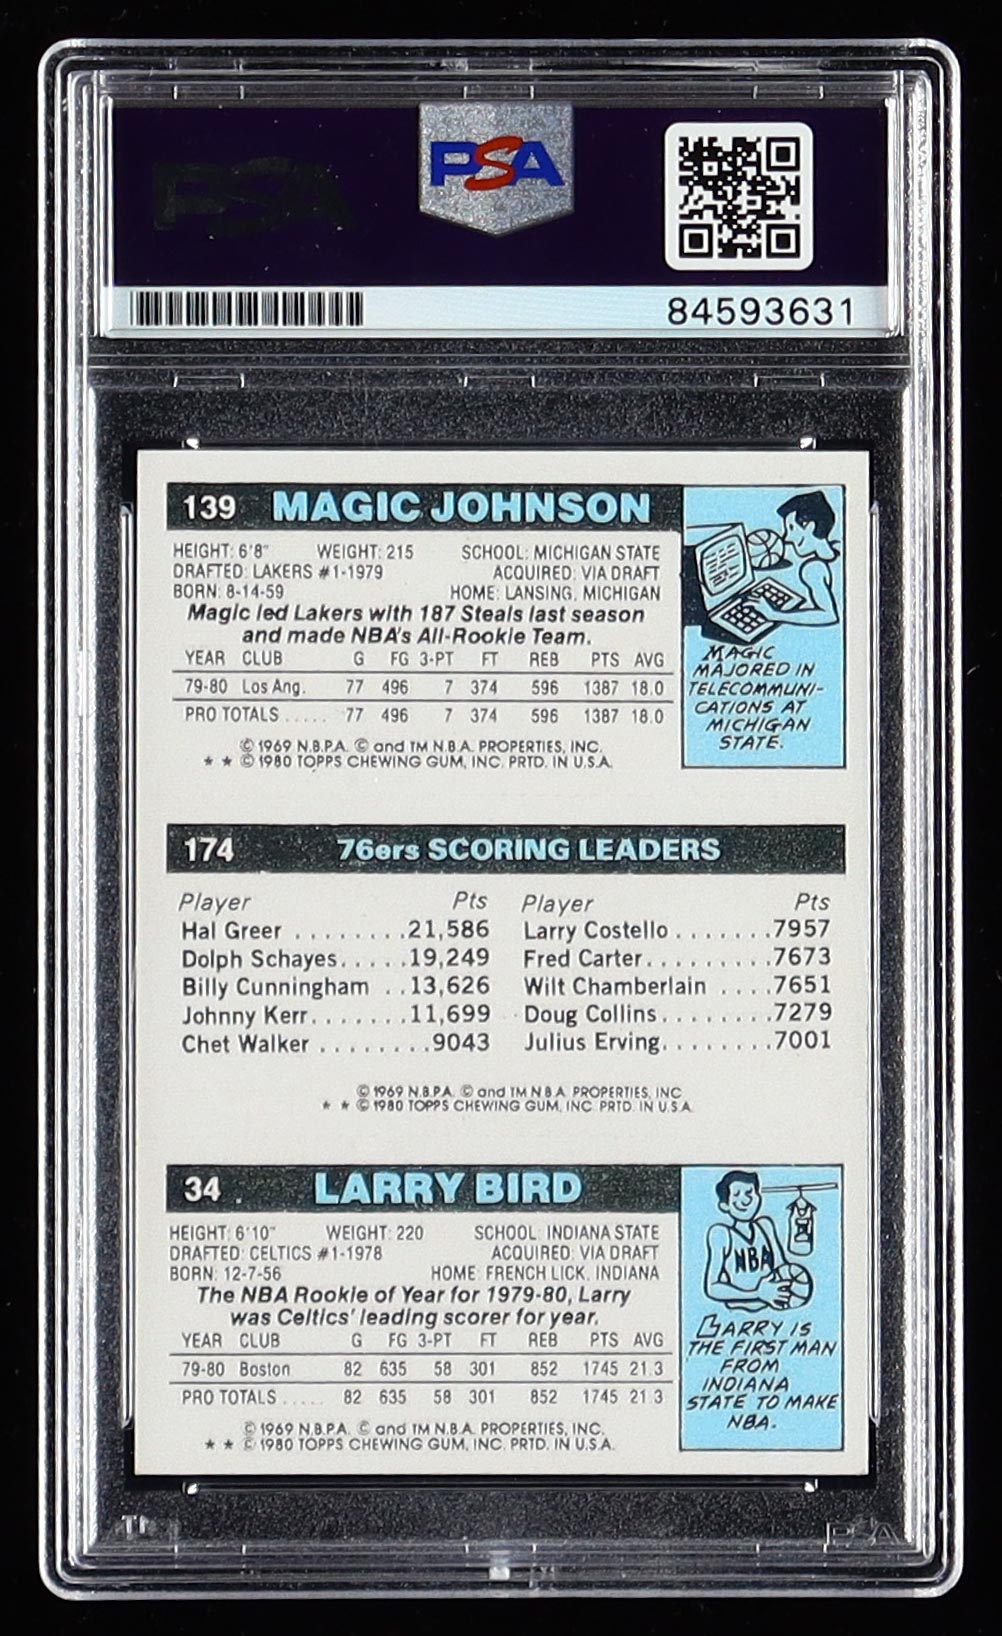 PSA
PSA
84593631
139 MAGIC JOHNSON
HEIGHT: 6'8" WEIGHT: 215 SCHOOL: MICHIGAN STATE
DRAFTED: LAKERS #1-1979 ACQUIRED: VIA DRAFT
BORN: 8-14-59 HOME: LANSING, MICHIGAN
Magic led Lakers with 187 Steals last season
and made NBA's All-Rookie Team.
YEAR CLUB G FG 3-PT FT REB PTS AVG
79-80 Los Ang. 77 496 7 374 596 1387 18.0
PRO TOTALS ..... 77 496 7 374 596 1387 18.0
© 1969 N.B.P.A. © and TM N.B.A. PROPERTIES, INC.
★ ★ © 1980 TOPPS CHEWING GUM, INC. PRTD. IN U.S.A.
MAGIC
MAJORED IN
TELECOMMUNI-
CATIONS AT
MICHIGAN
STATE.
174 76ers SCORING LEADERS
Player Pts Player Pts
Hal Greer ........21,586 Larry Costello .......7957
Dolph Schayes.....19,249 Fred Carter.........7673
Billy Cunningham ..13,626 Wilt Chamberlain ....7651
Johnny Kerr.......11,699 Doug Collins........7279
Chet Walker ........9043 Julius Erving........7001
© 1969 N.B.P.A. © and TM N.B.A. PROPERTIES, INC
★ ★ © 1980 TOPPS CHEWING GUM, INC. PRTD. IN U.S.A.
34 LARRY BIRD
HEIGHT: 6'10" WEIGHT: 220 SCHOOL: INDIANA STATE
DRAFTED: CELTICS #1-1978 ACQUIRED: VIA DRAFT
BORN: 12-7-56 HOME: FRENCH LICK, INDIANA
The NBA Rookie of Year for 1979-80, Larry
was Celtics' leading scorer for year.
YEAR CLUB G FG 3-PT FT REB PTS AVG
79-80 Boston 82 635 58 301 852 1745 21.3
PRO TOTALS ..... 82 635 58 301 852 1745 21.3
© 1969 N.B.P.A. © and TM N.B.A. PROPERTIES, INC.
★ ★ © 1980 TOPPS CHEWING GUM, INC. PRTD. IN U.S.A.
NBA
LARRY IS
THE FIRST MAN
FROM
INDIANA
STATE TO MAKE
NBA.
PSA